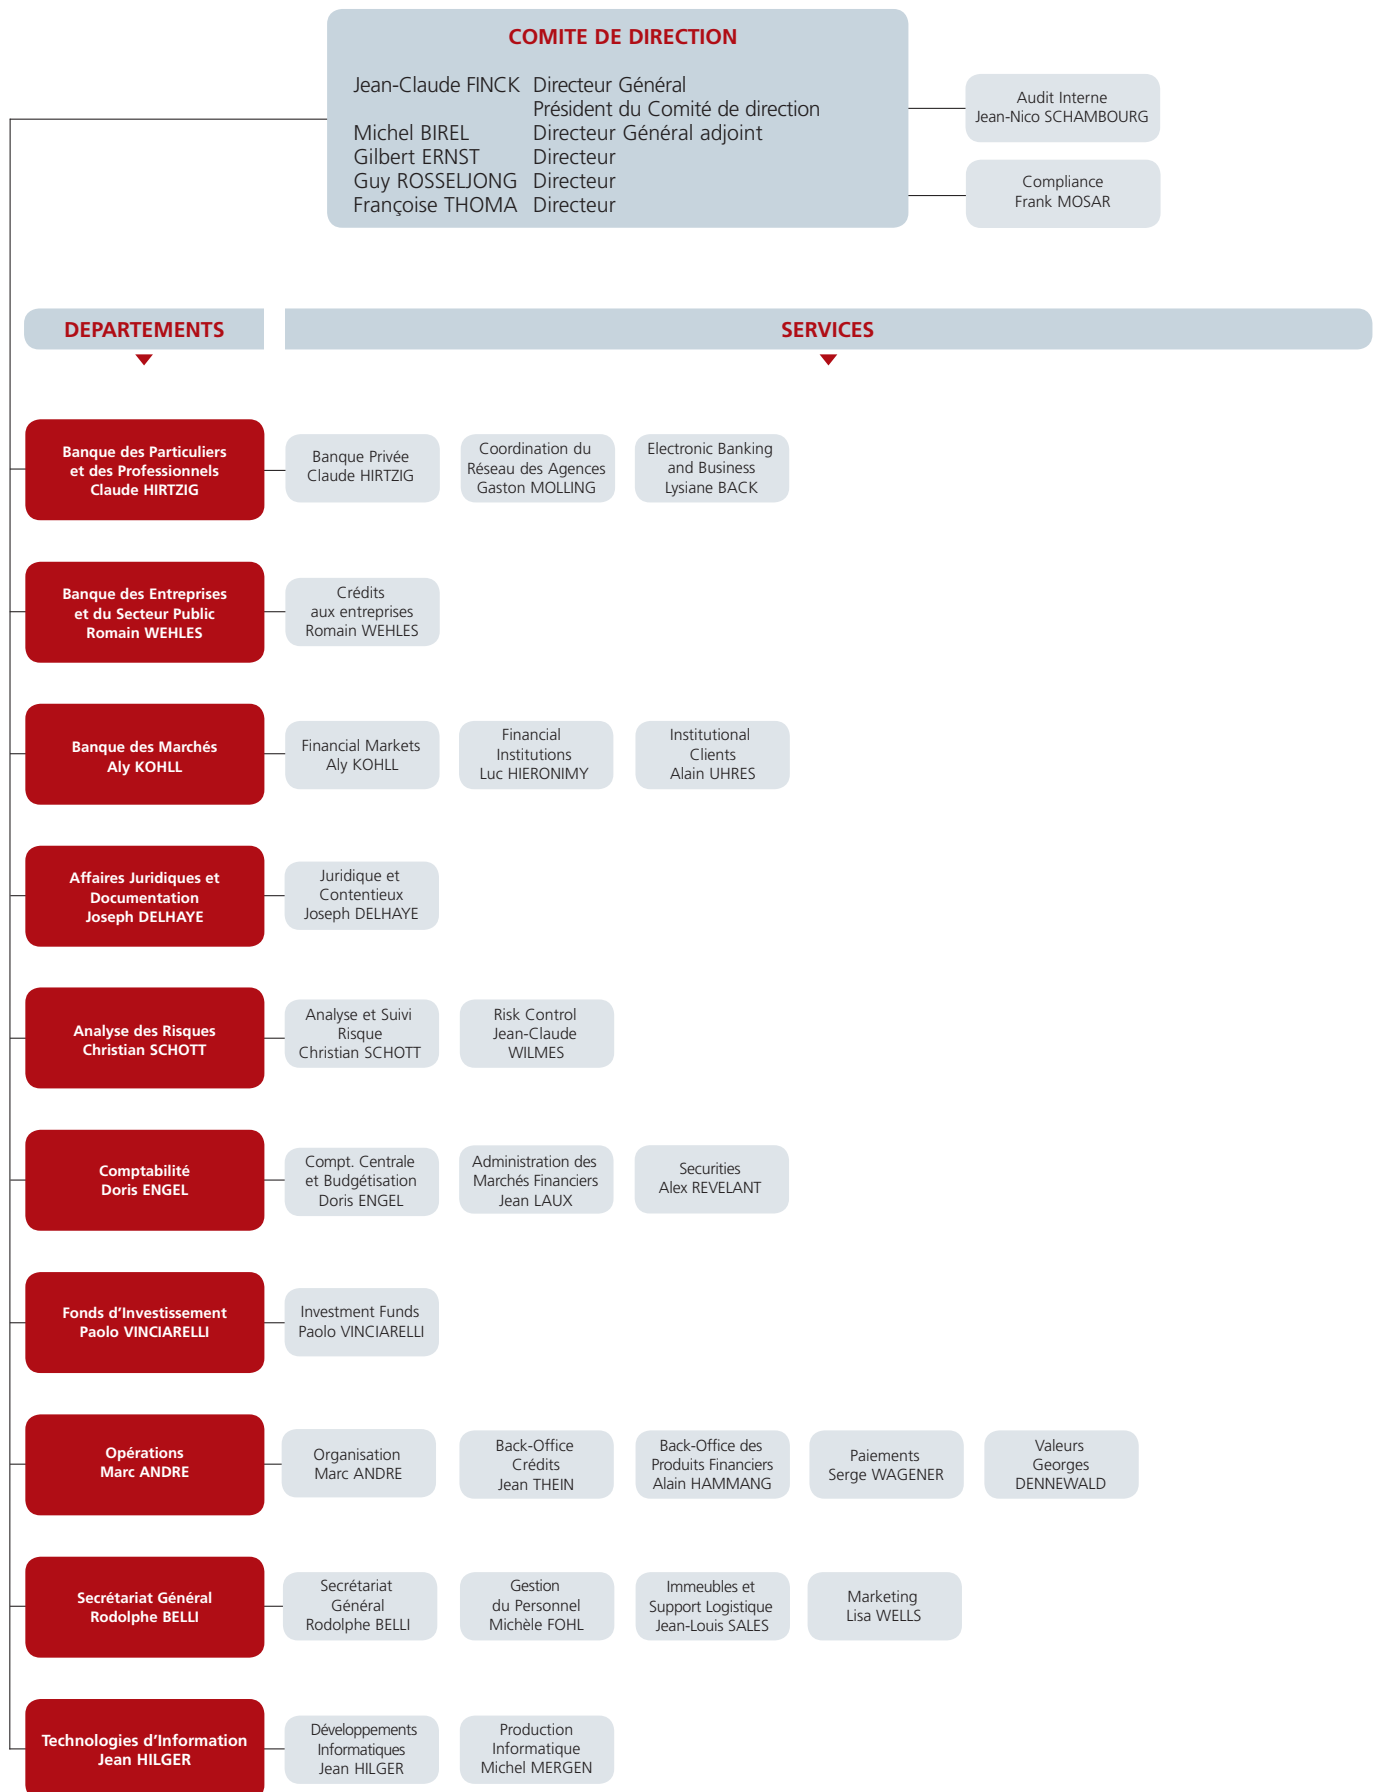 COMITE DE DIRECTION
Jean-Claude FINCK Directeur Général
Président du Comité de direction
Michel BIREL Directeur Général adjoint
Gilbert ERNST Directeur
Guy ROSSELJONG Directeur
Françoise THOMA Directeur
Audit Interne
Jean-Nico SCHAMBOURG
Compliance
Frank MOSAR
DEPARTEMENTS
SERVICES
Banque des Particuliers
et des Professionnels
Claude HIRTZIG
Banque Privée
Claude HIRTZIG
Coordination du
Réseau des Agences
Gaston MOLLING
Electronic Banking
and Business
Lysiane BACK
Banque des Entreprises
et du Secteur Public
Romain WEHLES
Crédits
aux entreprises
Romain WEHLES
Banque des Marchés
Aly KOHLL
Financial Markets
Aly KOHLL
Financial
Institutions
Luc HIERONIMY
Institutional
Clients
Alain UHRES
Affaires Juridiques et
Documentation
Joseph DELHAYE
Juridique et
Contentieux
Joseph DELHAYE
Analyse des Risques
Christian SCHOTT
Analyse et Suivi
Risque
Christian SCHOTT
Risk Control
Jean-Claude
WILMES
Comptabilité
Doris ENGEL
Compt. Centrale
et Budgétisation
Doris ENGEL
Administration des
Marchés Financiers
Jean LAUX
Securities
Alex REVELANT
Fonds d’Investissement
Paolo VINCIARELLI
Investment Funds
Paolo VINCIARELLI
Opérations
Marc ANDRE
Organisation
Marc ANDRE
Back-Office
Crédits
Jean THEIN
Back-Office des
Produits Financiers
Alain HAMMANG
Paiements
Serge WAGENER
Valeurs
Georges
DENNEWALD
Secrétariat Général
Rodolphe BELLI
Secrétariat
Général
Rodolphe BELLI
Gestion
du Personnel
Michèle FOHL
Immeubles et
Support Logistique
Jean-Louis SALES
Marketing
Lisa WELLS
Technologies d’Information
Jean HILGER
Développements
Informatiques
Jean HILGER
Production
Informatique
Michel MERGEN